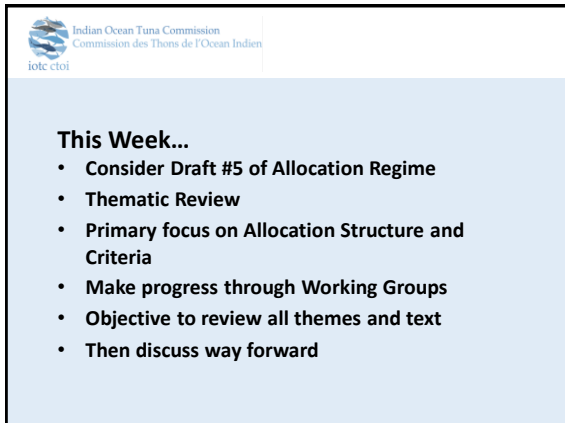 Indian Ocean Tuna Commission
Commission des Thons de l'Ocean Indien
iotc ctoi
This Week…
• Consider Draft #5 of Allocation Regime
• Thematic Review
• Primary focus on Allocation Structure and
Criteria
• Make progress through Working Groups
• Objective to review all themes and text
• Then discuss way forward